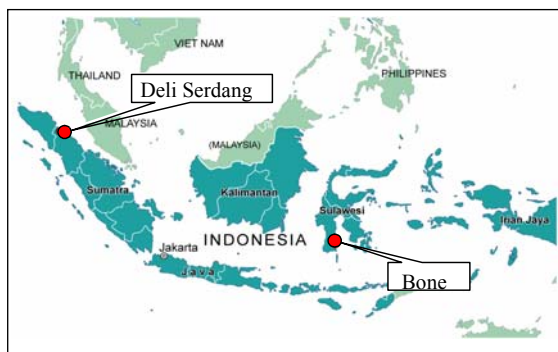 VIET NAM
THAILAND
PHILIPPINES
Deli Serdang
MALAYSIA
(MALAYSIA)
Sumatra
Kalimantan
Sulawesi
Irian Jaya
INDONESIA
Jakarta
Java
Bone